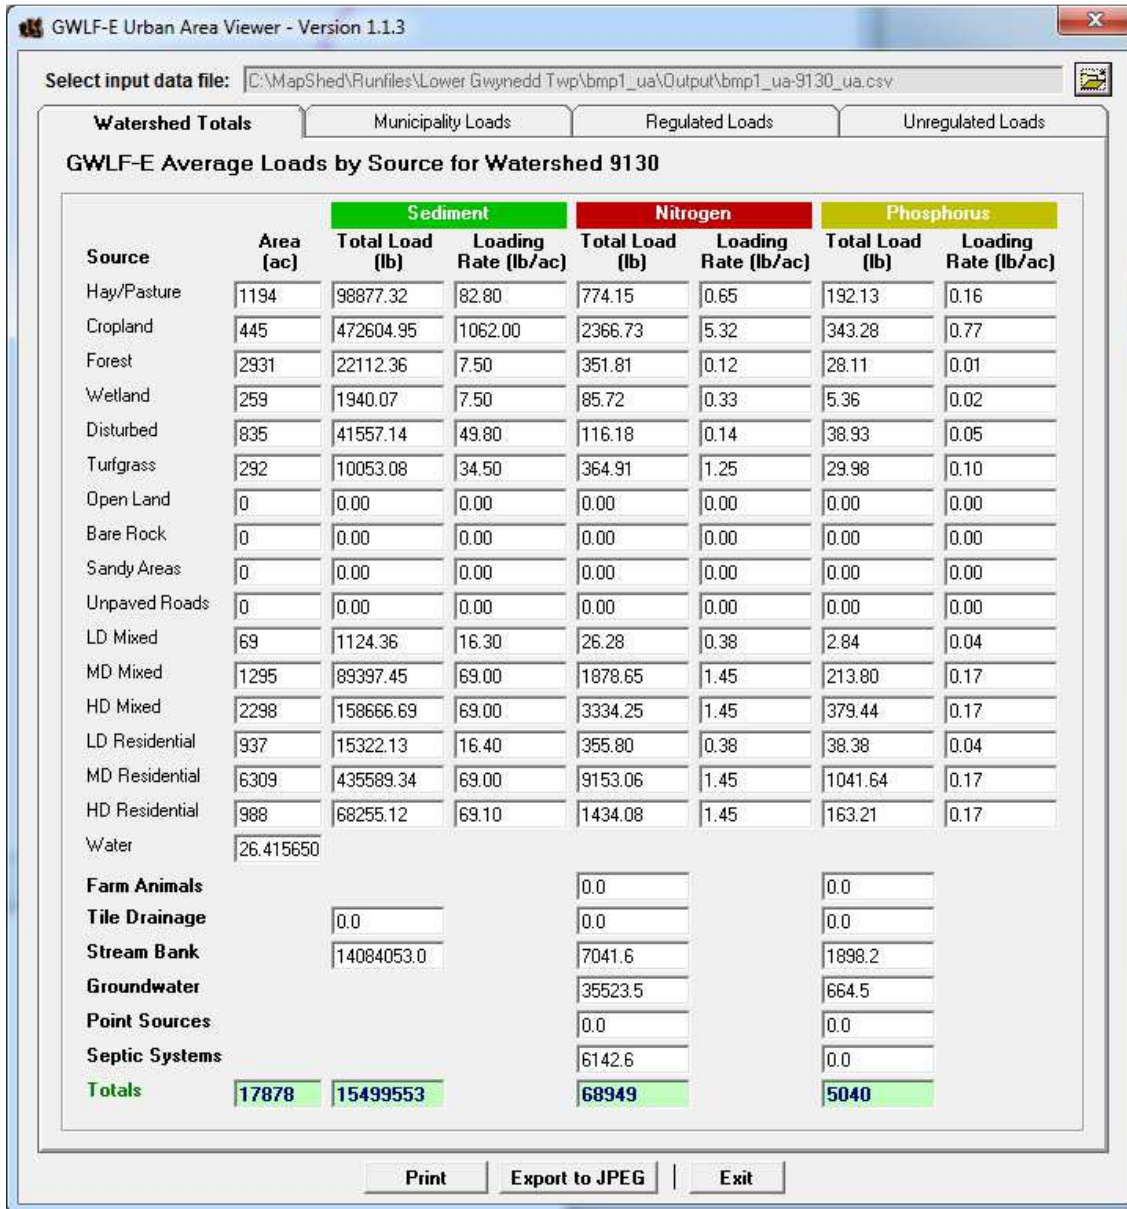 GWLF-E Urban Area Viewer - Version 1.1.3
Select input data file: C:\MapShed\Runfiles\Lower Gwynedd Twp\bmp1_ua\Output\bmp1_ua-9130_ua.csv
Watershed Totals Municipality Loads Regulated Loads Unregulated Loads
GWLF-E Average Loads by Source for Watershed 9130
Sediment Nitrogen Phosphorus
Source Area (ac) Total Load (lb) Loading Rate (lb/ac) Total Load (lb) Loading Rate (lb/ac) Total Load (lb) Loading Rate (lb/ac)
Hay/Pasture 1194 98877.32 82.80 774.15 0.65 192.13 0.16
Cropland 445 472604.95 1062.00 2366.73 5.32 343.28 0.77
Forest 2931 22112.36 7.50 351.81 0.12 28.11 0.01
Wetland 259 1940.07 7.50 85.72 0.33 5.36 0.02
Disturbed 835 41557.14 49.80 116.18 0.14 38.93 0.05
Turfgrass 292 10053.08 34.50 364.91 1.25 29.98 0.10
Open Land 0 0.00 0.00 0.00 0.00 0.00 0.00
Bare Rock 0 0.00 0.00 0.00 0.00 0.00 0.00
Sandy Areas 0 0.00 0.00 0.00 0.00 0.00 0.00
Unpaved Roads 0 0.00 0.00 0.00 0.00 0.00 0.00
LD Mixed 69 1124.36 16.30 26.28 0.38 2.84 0.04
MD Mixed 1295 89397.45 69.00 1878.65 1.45 213.80 0.17
HD Mixed 2298 158666.69 69.00 3334.25 1.45 379.44 0.17
LD Residential 937 15322.13 16.40 355.80 0.38 38.38 0.04
MD Residential 6309 435589.34 69.00 9153.06 1.45 1041.64 0.17
HD Residential 988 68255.12 69.10 1434.08 1.45 163.21 0.17
Water 26.415650
Farm Animals 0.0 0.0
Tile Drainage 0.0 0.0 0.0
Stream Bank 14084053.0 7041.6 1898.2
Groundwater 35523.5 664.5
Point Sources 0.0 0.0
Septic Systems 6142.6 0.0
Totals 17878 15499553 68949 5040
Print Export to JPEG | Exit